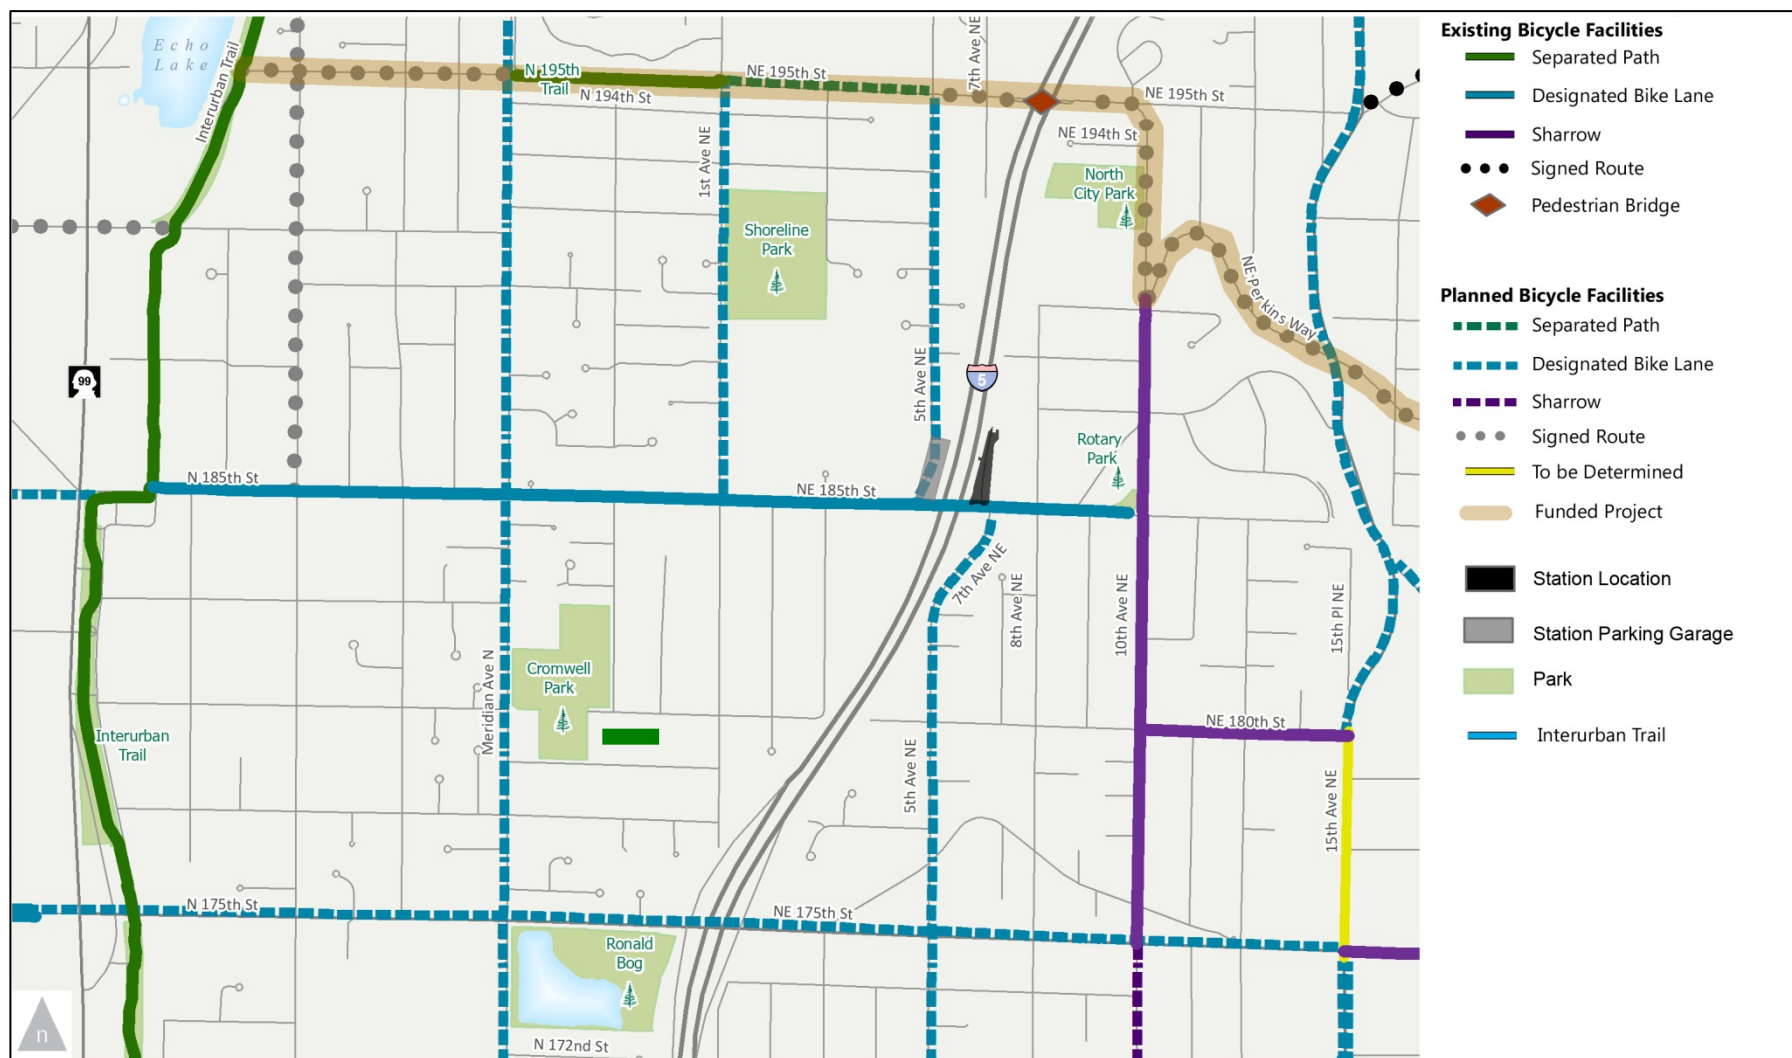 Echo
Lake
Interurban Trail
N 195th
Trail
NE 195th St
N 194th St
7th Ave NE
NE 195th St
NE 194th St
North
City Park
1st Ave NE
Shoreline
Park
NE Perkins Way
5th Ave NE
5
99
Rotary
Park
N 185th St
NE 185th St
7th Ave NE
8th Ave NE
10th Ave NE
15th Pl NE
Meridian Ave N
Cromwell
Park
Interurban
Trail
NE 180th St
5th Ave NE
15th Ave NE
N 175th St
NE 175th St
Ronald
Bog
N 172nd St
n
Existing Bicycle Facilities
Separated Path
Designated Bike Lane
Sharrow
Signed Route
Pedestrian Bridge
Planned Bicycle Facilities
Separated Path
Designated Bike Lane
Sharrow
Signed Route
To be Determined
Funded Project
Station Location
Station Parking Garage
Park
Interurban Trail